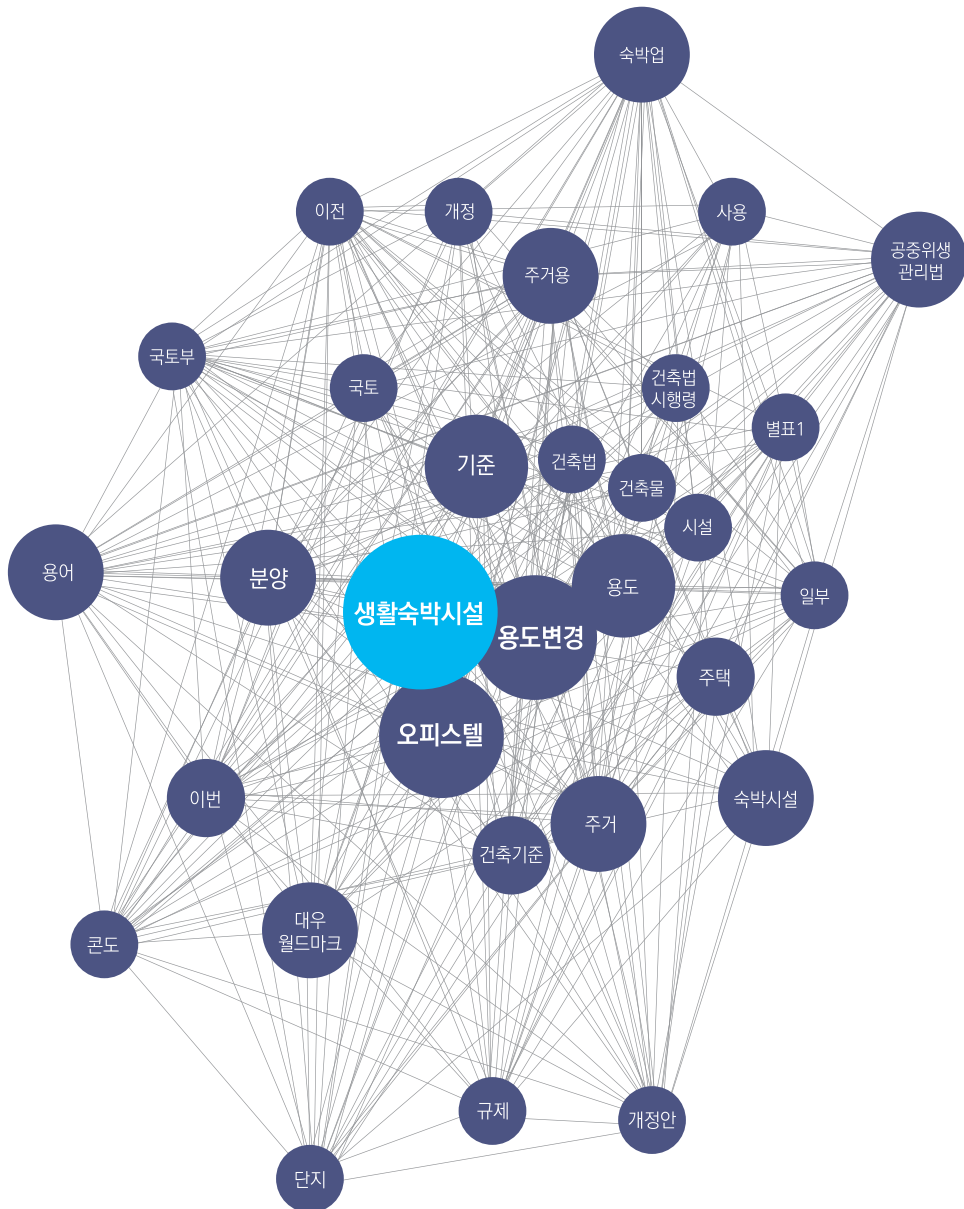 숙박업
이전
개정
사용
공중위생
관리법
주거용
국토부
국토
건축법
시행령
별표1
기준
건축법
건축물
시설
용어
분양
용도
일부
생활숙박시설
용도변경
주택
오피스텔
이번
숙박시설
주거
건축기준
대우
월드마크
콘도
규제
개정안
단지